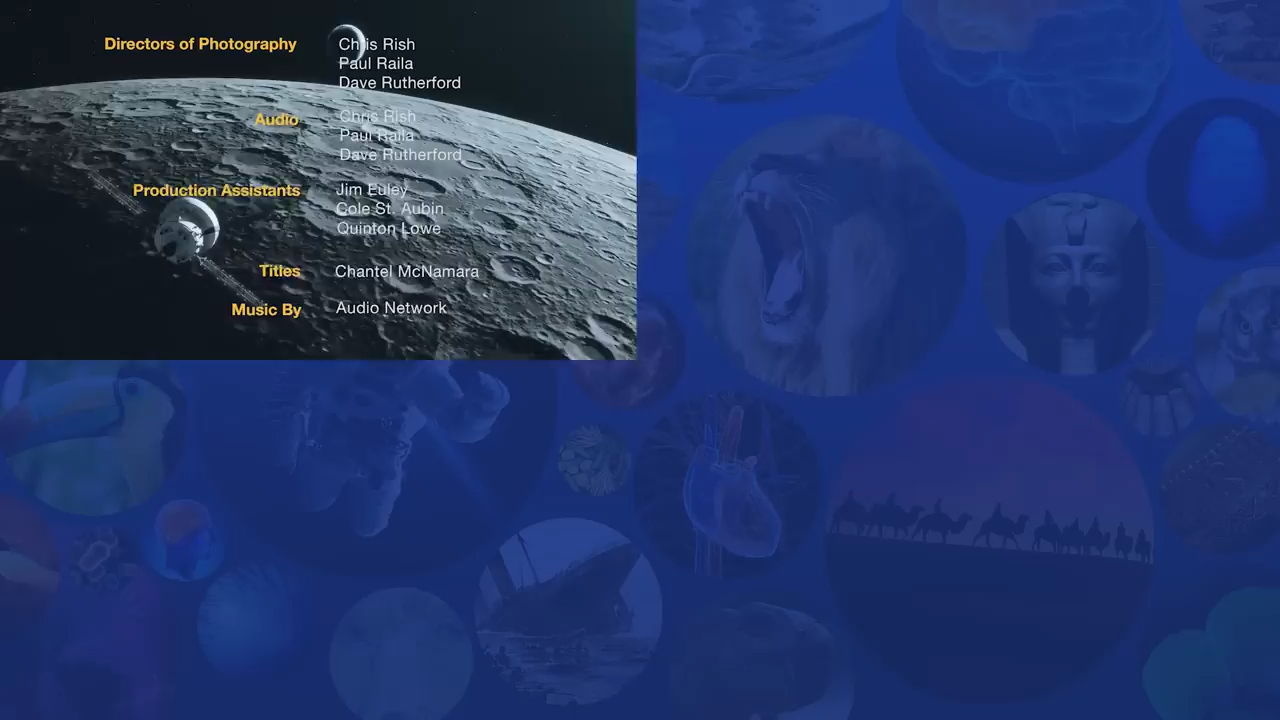 Directors of Photography Chris Rish
Paul Raila
Dave Rutherford
Audio Chris Rish
Paul Raila
Dave Rutherford
Production Assistants Jim Euley
Cole St. Aubin
Quinton Lowe
Titles Chantel McNamara
Music By Audio Network